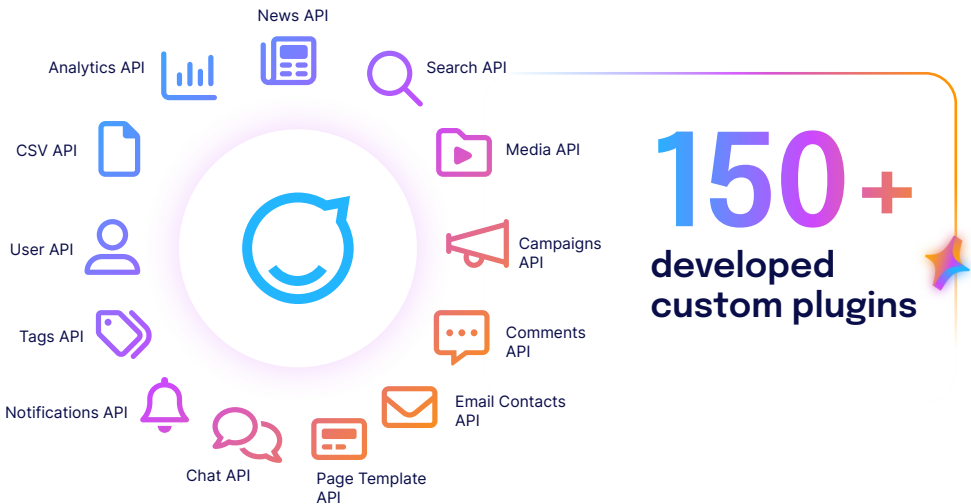 News API
Analytics API
Search API
CSV API
Media API
User API
Campaigns
API
Tags API
Comments
API
Notifications API
Email Contacts
API
Chat API
Page Template
API
150+
developed
custom plugins